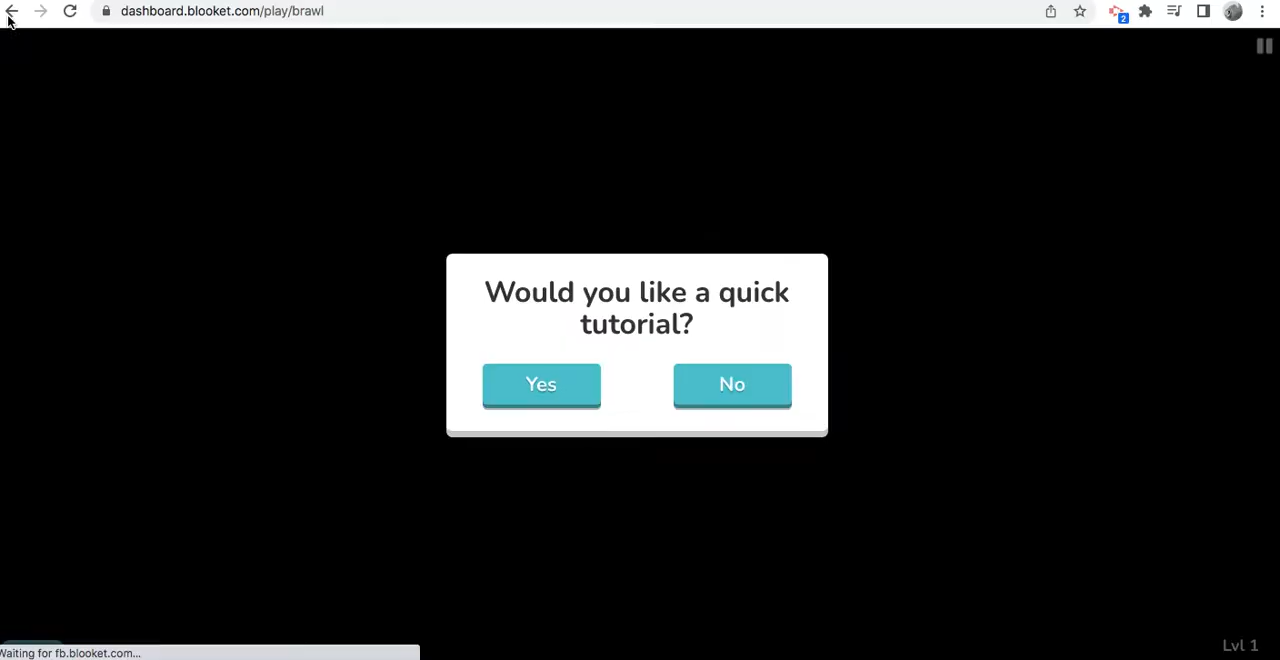 dashboard.blooket.com/play/brawl
2
Would you like a quick
tutorial?
Yes
No
Waiting for fb.blooket.com...
Lvl 1